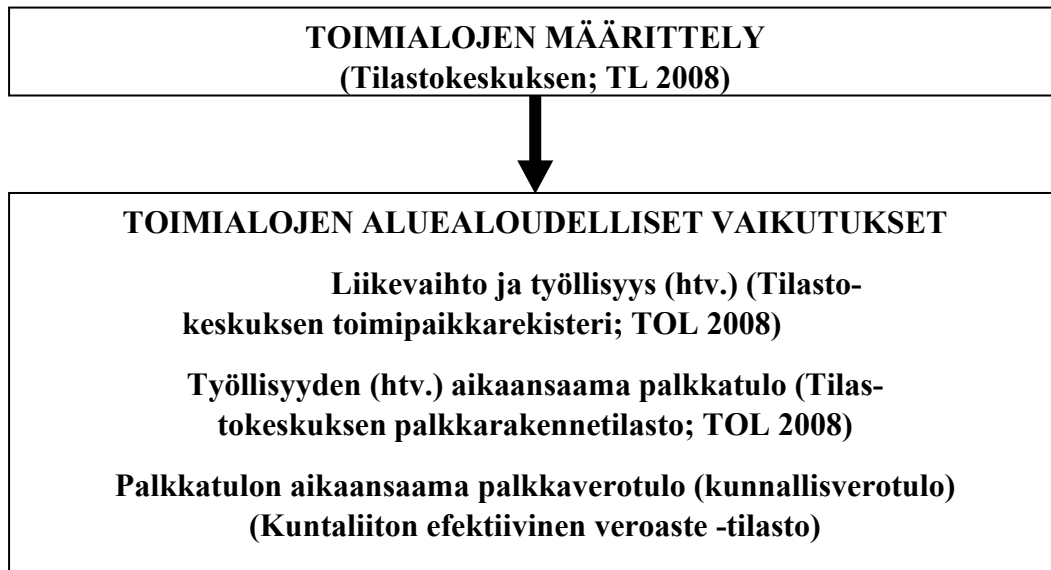 TOIMIALOJEN MÄÄRITTELY
(Tilastokeskuksen; TL 2008)
TOIMIALOJEN ALUEALOUDELLISET VAIKUTUKSET
Liikevaihto ja työllisyys (htv.) (Tilasto-
keskuksen toimipaikkarekisteri; TOL 2008)
Työllisyyden (htv.) aikaansaama palkkatulo (Tilas-
tokeskuksen palkkarakennetilasto; TOL 2008)
Palkkatulon aikaansaama palkkaverotulo (kunnallisverotulo)
(Kuntaliiton efektiivinen veroaste -tilasto)